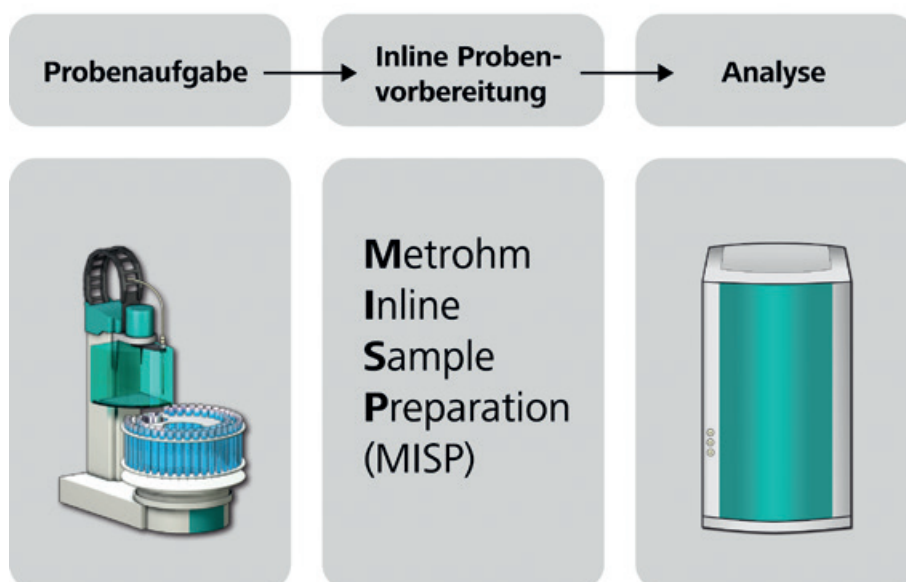 Probenaufgabe
Inline Proben-
vorbereitung
Analyse
Metrohm
Inline
Sample
Preparation
(MISP)